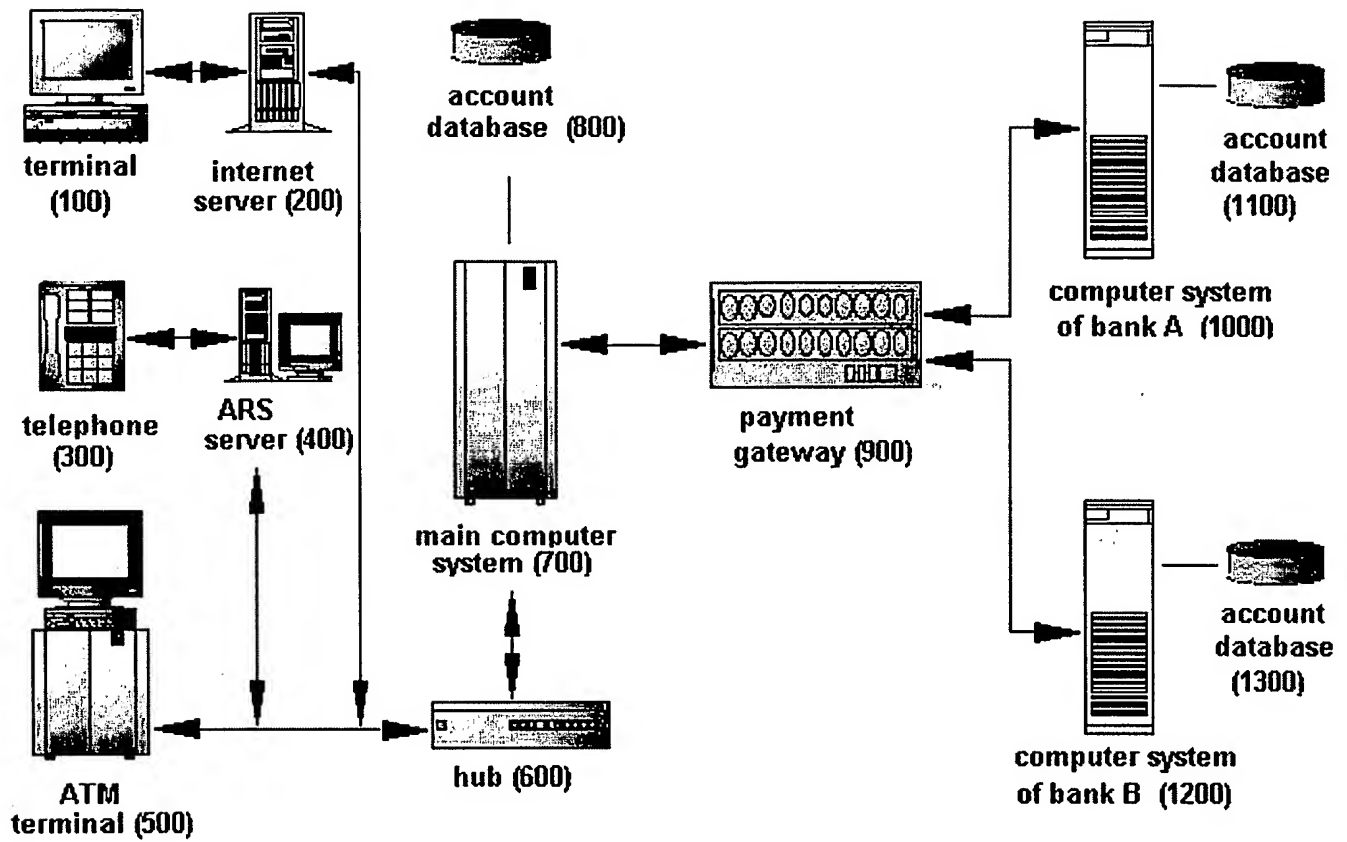 terminal
(100)
internet
server (200)
account
database (800)
account
database
(1100)
telephone
(300)
ARS
server (400)
main computer
system (700)
payment
gateway (900)
computer system
of bank A (1000)
ATM
terminal (500)
hub (600)
account
database
(1300)
computer system
of bank B (1200)